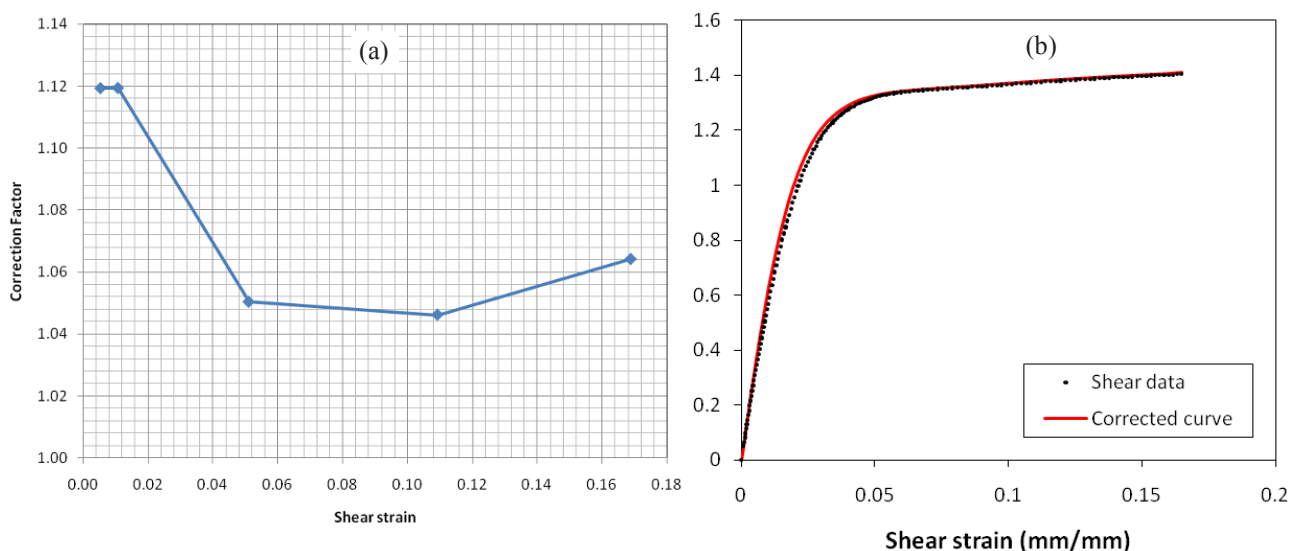 (a)
1.14
1.12
1.10
1.08
1.06
1.04
1.02
1.00
Correction Factor
0.00 0.02 0.04 0.06 0.08 0.10 0.12 0.14 0.16 0.18
Shear strain
(b)
1.6
1.4
1.2
1
0.8
0.6
0.4
0.2
0
Shear data
Corrected curve
0 0.05 0.1 0.15 0.2
Shear strain (mm/mm)